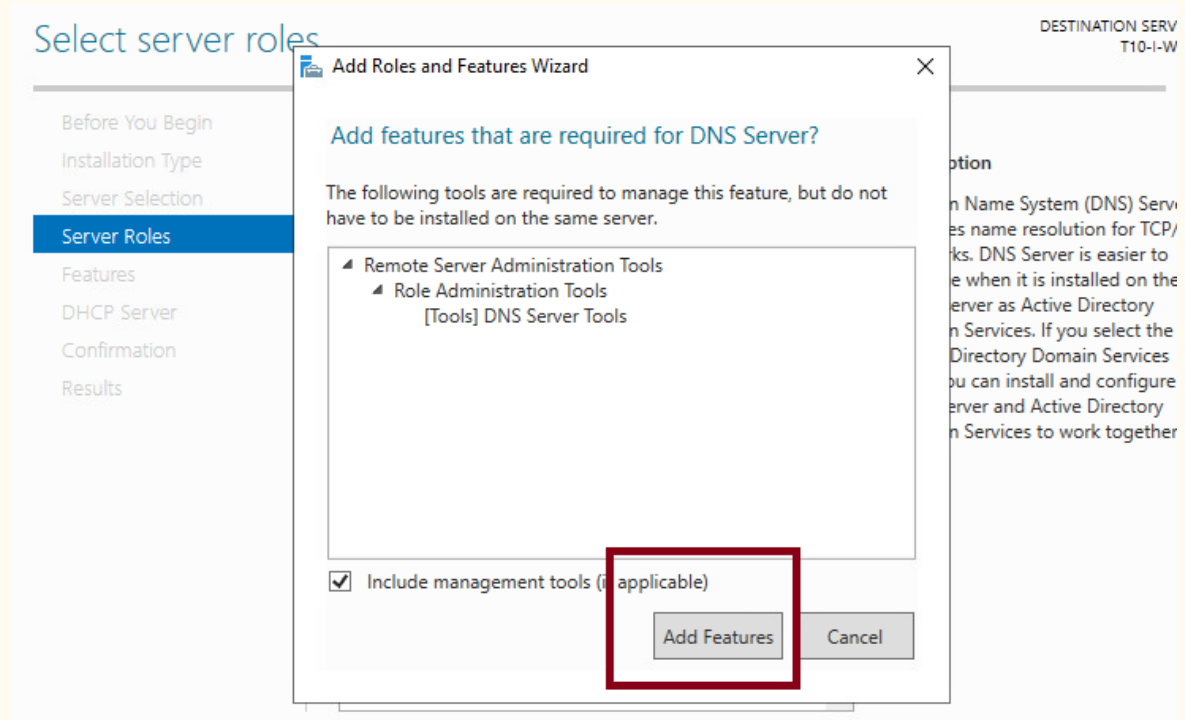 Select server roles
DESTINATION SERV
T10-I-W
Before You Begin
Installation Type
Server Selection
Server Roles
Features
DHCP Server
Confirmation
Results
Add Roles and Features Wizard
Add features that are required for DNS Server?
The following tools are required to manage this feature, but do not
have to be installed on the same server.
Remote Server Administration Tools
Role Administration Tools
[Tools] DNS Server Tools
Include management tools (if applicable)
Add Features
Cancel
ption
n Name System (DNS) Serve
es name resolution for TCP/
rks. DNS Server is easier to
e when it is installed on the
erver as Active Directory
n Services. If you select the
Directory Domain Services
ou can install and configure
erver and Active Directory
n Services to work together